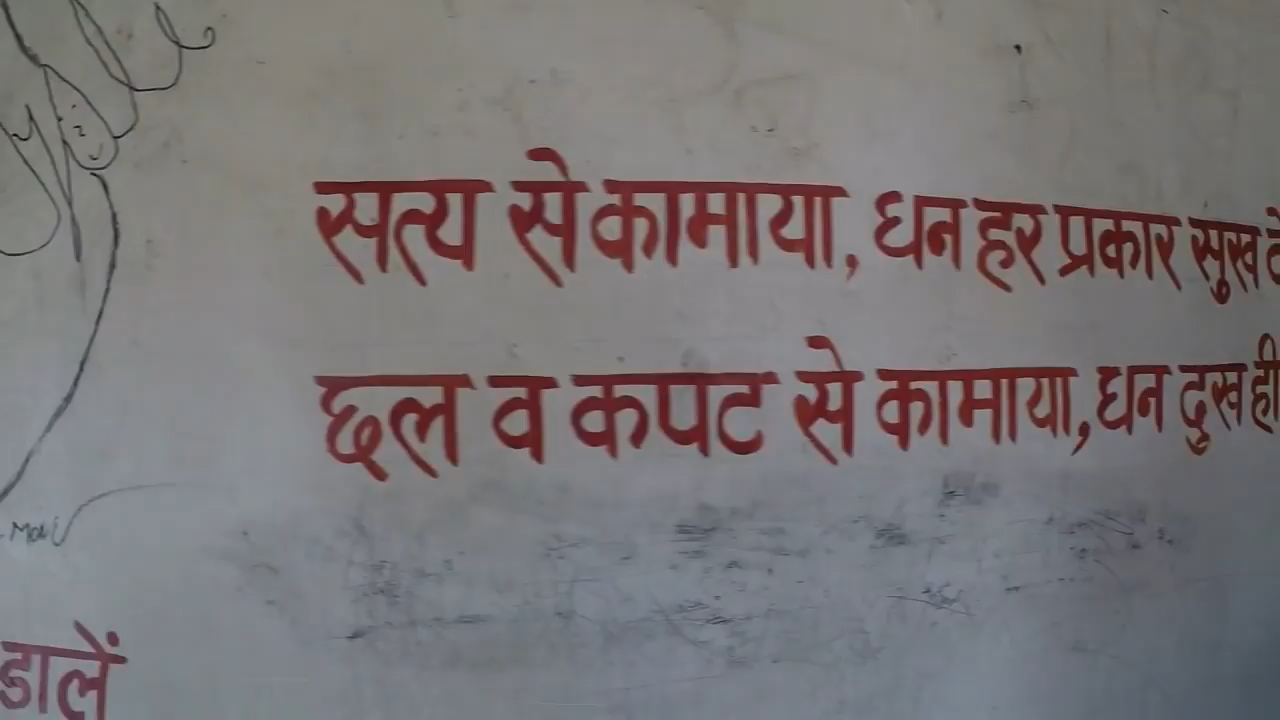 सत्य से कामाया, धन हर प्रकार सुख
छल व कपट से कामाया, धन दुख ही
डालें